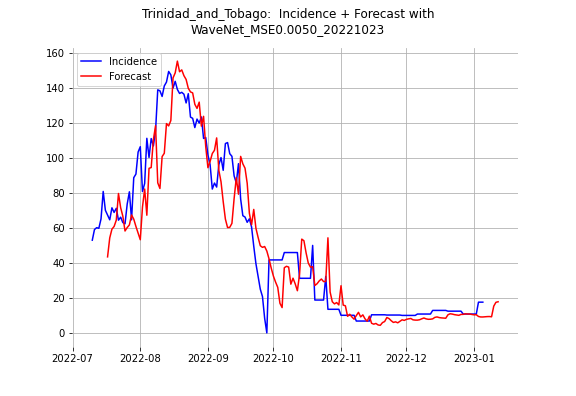 Trinidad_and_Tobago:  Incidence + Forecast with
WaveNet_MSE0.0050_20221023
Incidence
Forecast
160
140
120
100
80
60
40
20
0
2022-07 2022-08 2022-09 2022-10 2022-11 2022-12 2023-01